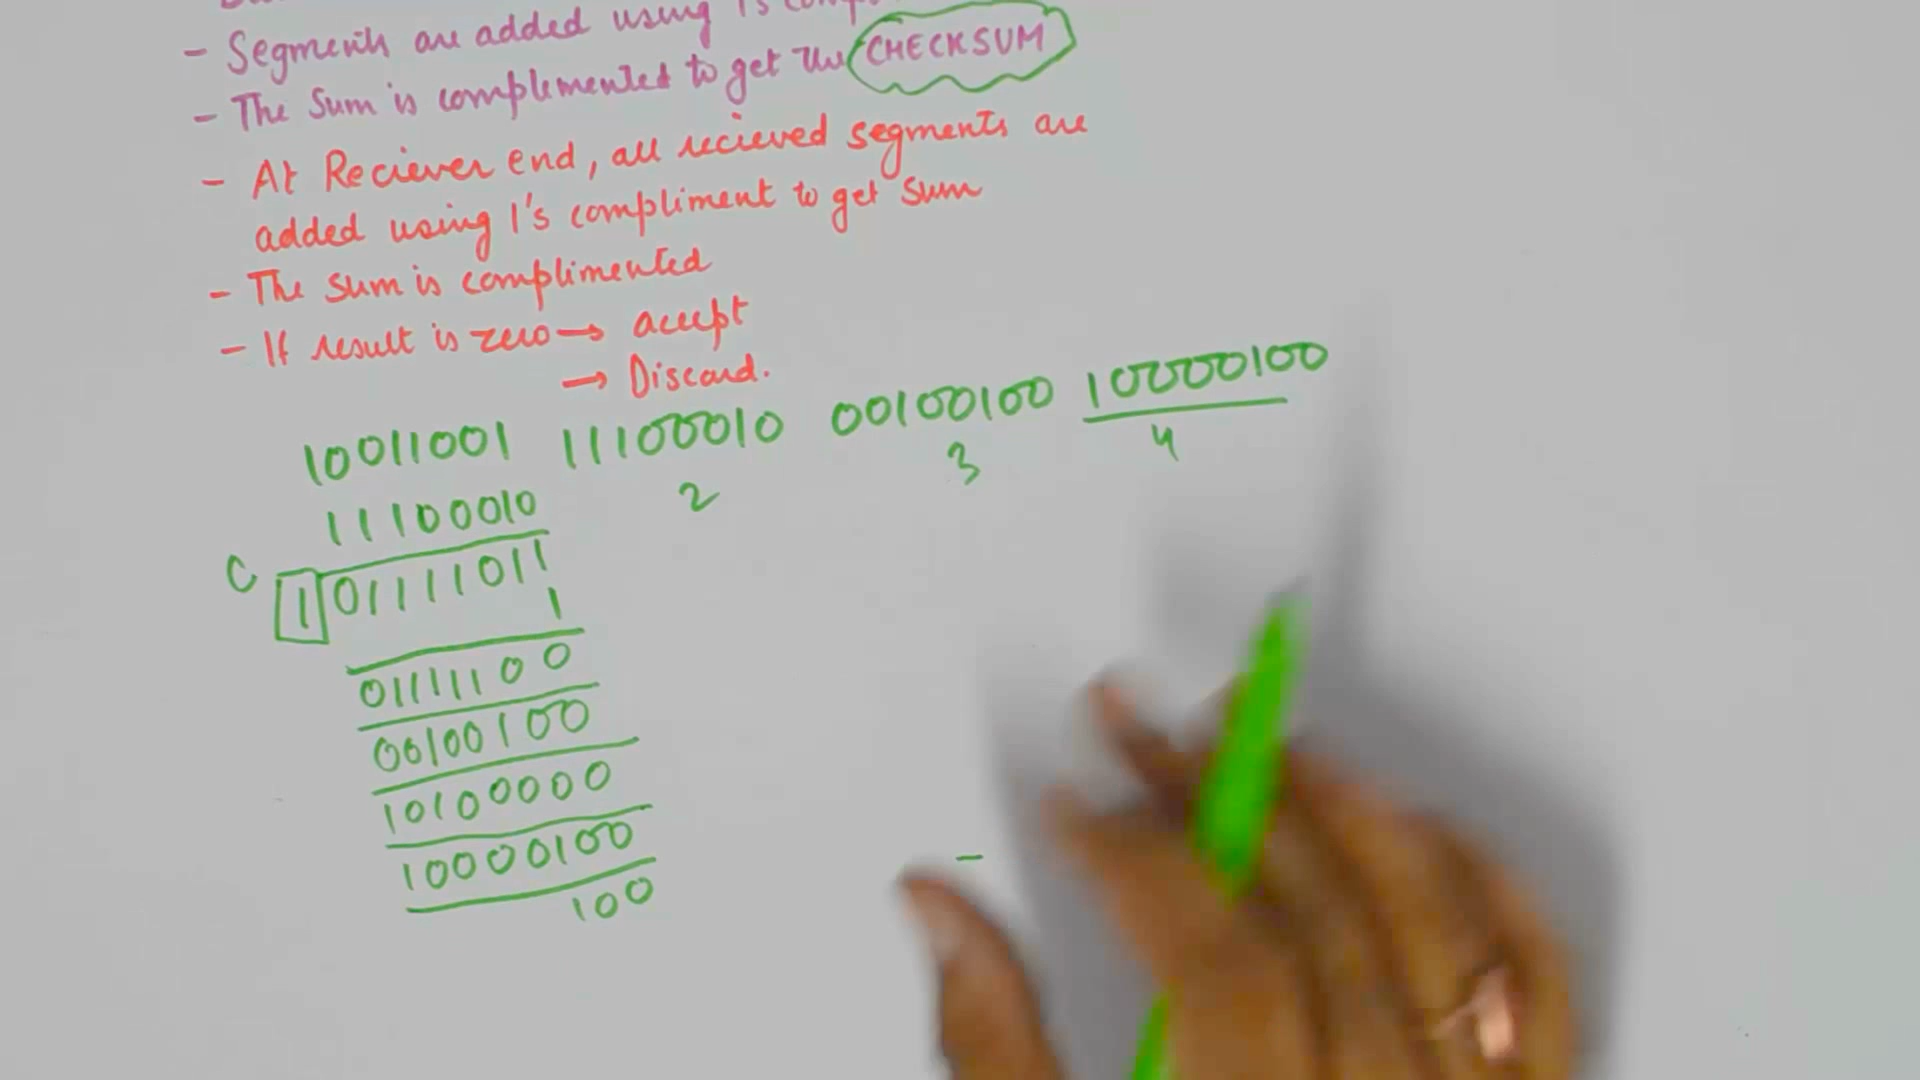 - Segments are added using 1's
- The Sum is complemented to get the CHECKSUM
- At Reciever end, all recieved segments are
added using 1's compliment to get sum
- The sum is complimented
- If result is zero → accept
→ Discard.
10011001 11100010 00100100 100000100
2 3 4
11100010
C 1 01111011
1
01111100
00100100
10100000
10000100
100
-